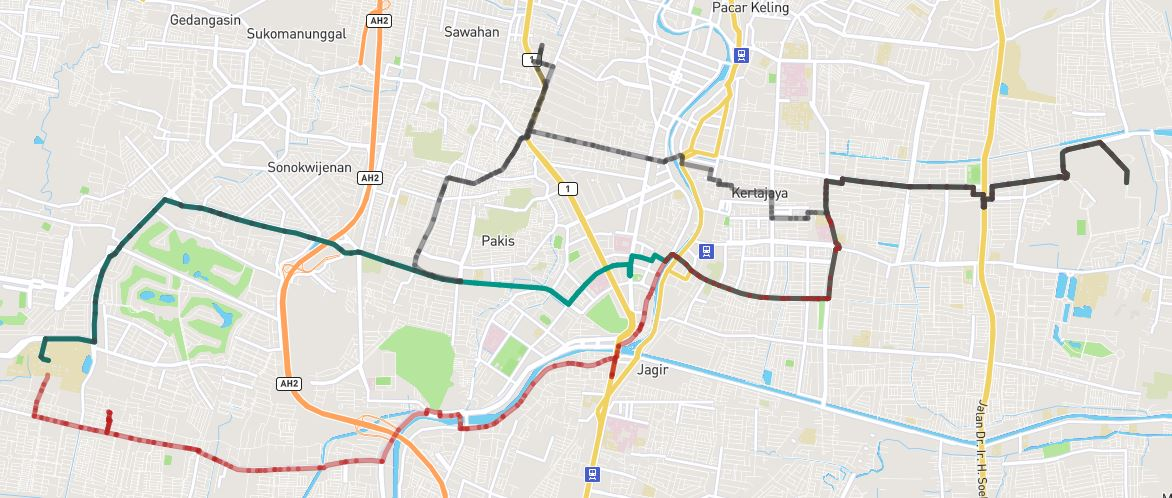 Pacar Keling
Gedangasin
AH2
Sukomanunggal
Sawahan
1
Sonokwijenan
AH2
1
Kertajaya
Pakis
Jagir
AH2
Jalan Dr. Ir. H. Soe